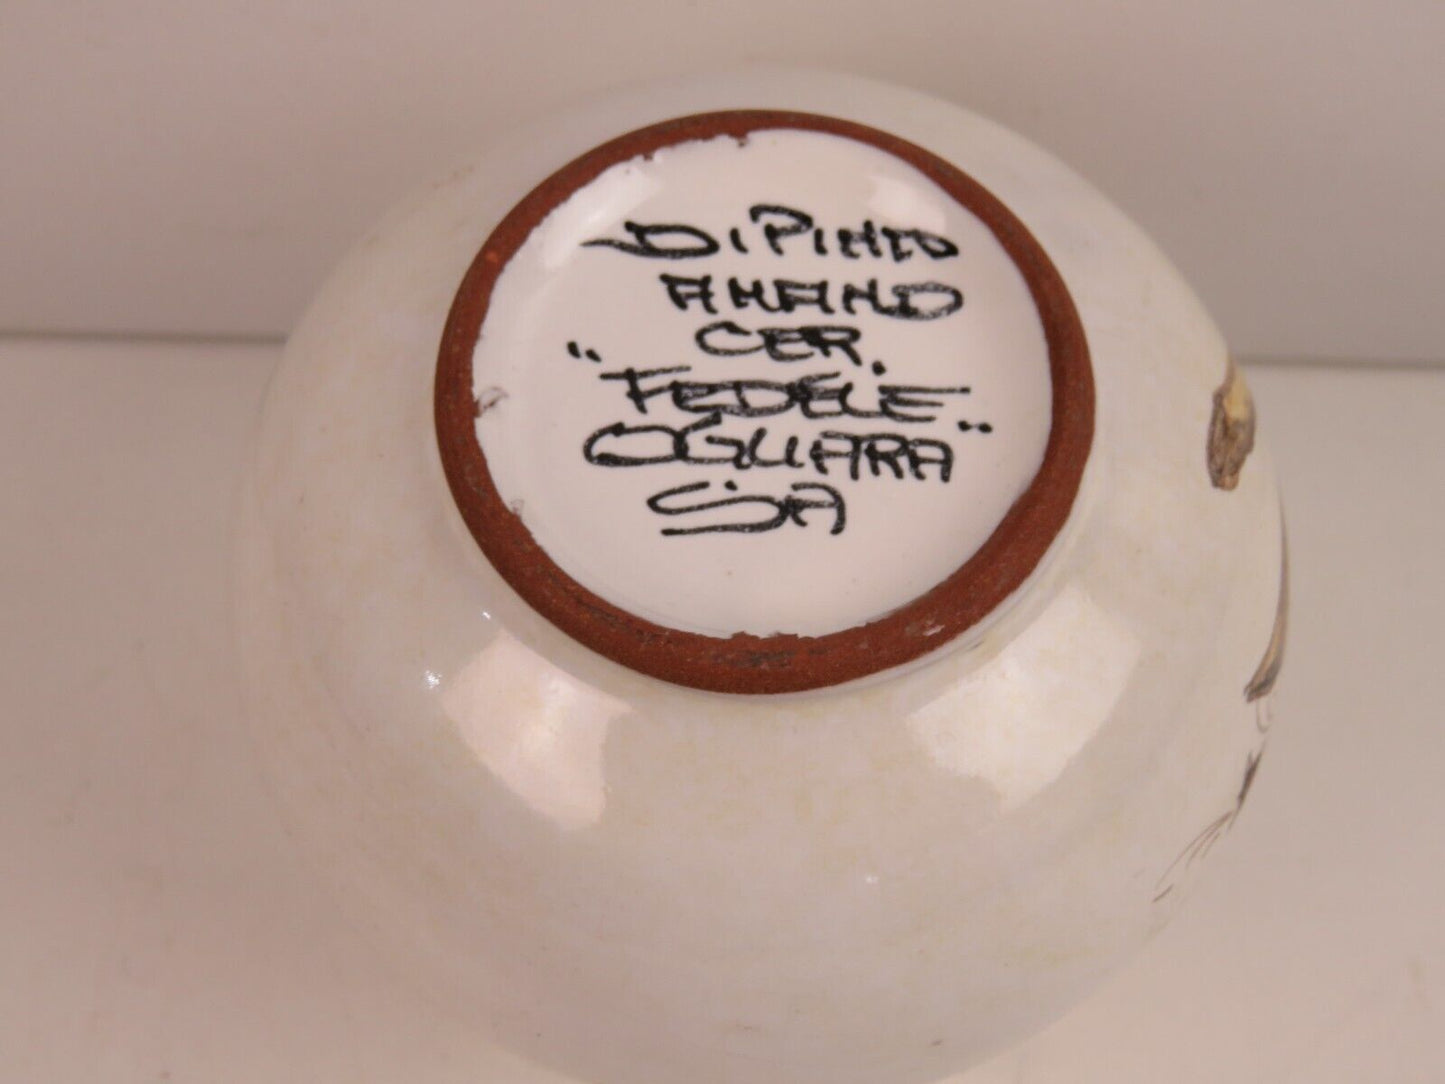 DIPINTO
A MANO
CER.
"FEDELE"
OGLIARA
SA